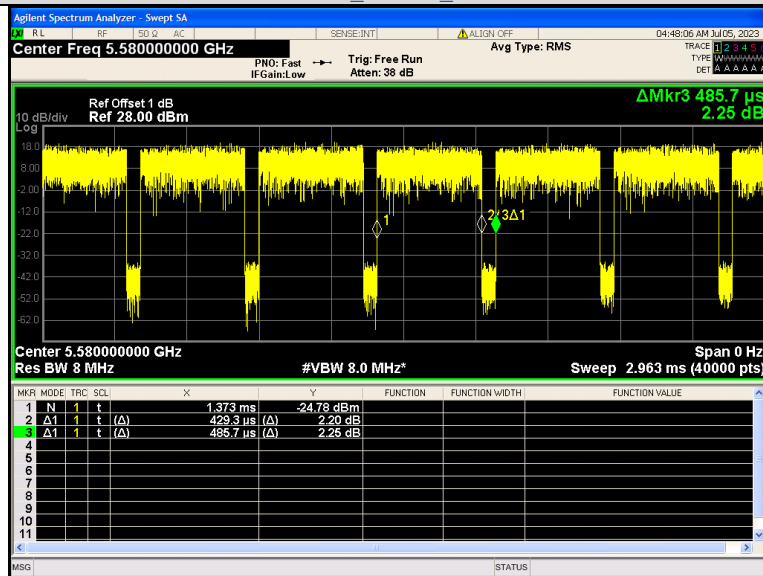 Agilent Spectrum Analyzer - Swept SA
LXI RL RF 50 Ω AC SENSE:INT ALIGN OFF 04:48:06 AM Jul 05, 2023
Center Freq 5.580000000 GHz
Avg Type: RMS
TRACE 1 2 3 4 5
TYPE W
DET A A A A A
PNO: Fast
Trig: Free Run
IFGain:Low
Atten: 38 dB
ΔMkr3 485.7 µs
2.25 dB
Ref Offset 1 dB
10 dB/div Ref 28.00 dBm
Log
18.0
8.00
-2.00
-12.0
-22.0
-32.0
-42.0
-52.0
-62.0
1
2/3Δ1
Center 5.580000000 GHz Span 0 Hz
Res BW 8 MHz #VBW 8.0 MHz* Sweep 2.963 ms (40000 pts)
MKR MODE TRC SCL X Y FUNCTION FUNCTION WIDTH FUNCTION VALUE
1 N 1 t 1.373 ms -24.78 dBm
2 Δ1 1 t (Δ) 429.3 µs (Δ) 2.20 dB
3 Δ1 1 t (Δ) 485.7 µs (Δ) 2.25 dB
4
5
6
7
8
9
10
11
MSG STATUS